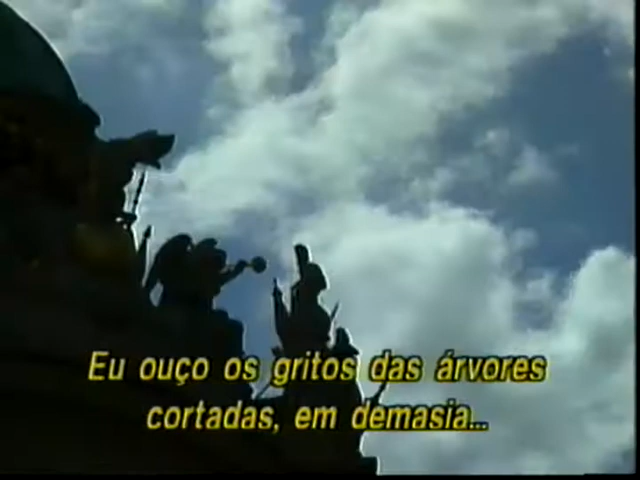 Eu ouço os gritos das árvores
cortadas, em demasia...